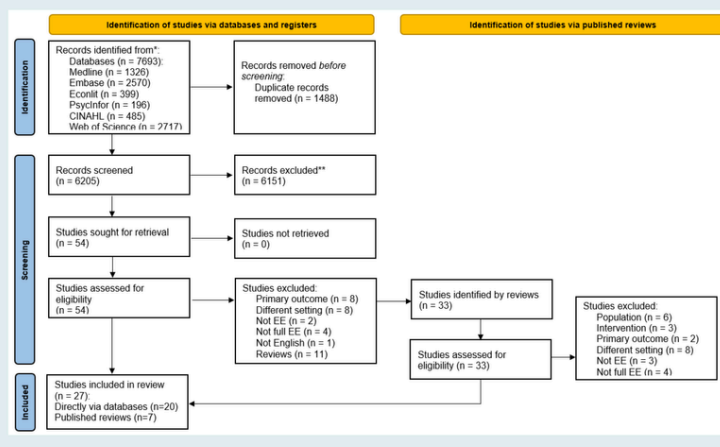 Identification of studies via databases and registers
Identification of studies via published reviews
Identification
Records identified from*:
Databases (n= 7693):
Medline (n = 1326)
Embase (n = 2570)
Econlit (n = 399)
PsycInfor (n = 196)
CINAHL (n = 485)
Web of Science (n = 2717)
Records removed before
screening:
Duplicate records
removed (n = 1488)
Screening
Records screened
(n = 6205)
Records excluded**
(n = 6151)
Studies sought for retrieval
(n = 54)
Studies not retrieved
(n = 0)
Studies assessed for
eligibility
(n = 54)
Studies excluded:
Primary outcome (n = 8)
Different setting (n = 8)
Not EE (n = 2)
Not full EE (n = 4)
Not English (n = 1)
Reviews (n = 11)
Studies identified by reviews
(n = 33)
Studies assessed for
eligibility (n = 33)
Studies excluded:
Population (n = 6)
Intervention (n = 3)
Primary outcome (n = 2)
Different setting (n = 8)
Not EE (n = 3)
Not full EE (n = 4)
Included
Studies included in review
(n = 27):
Directly via databases (n=20)
Published reviews (n=7)